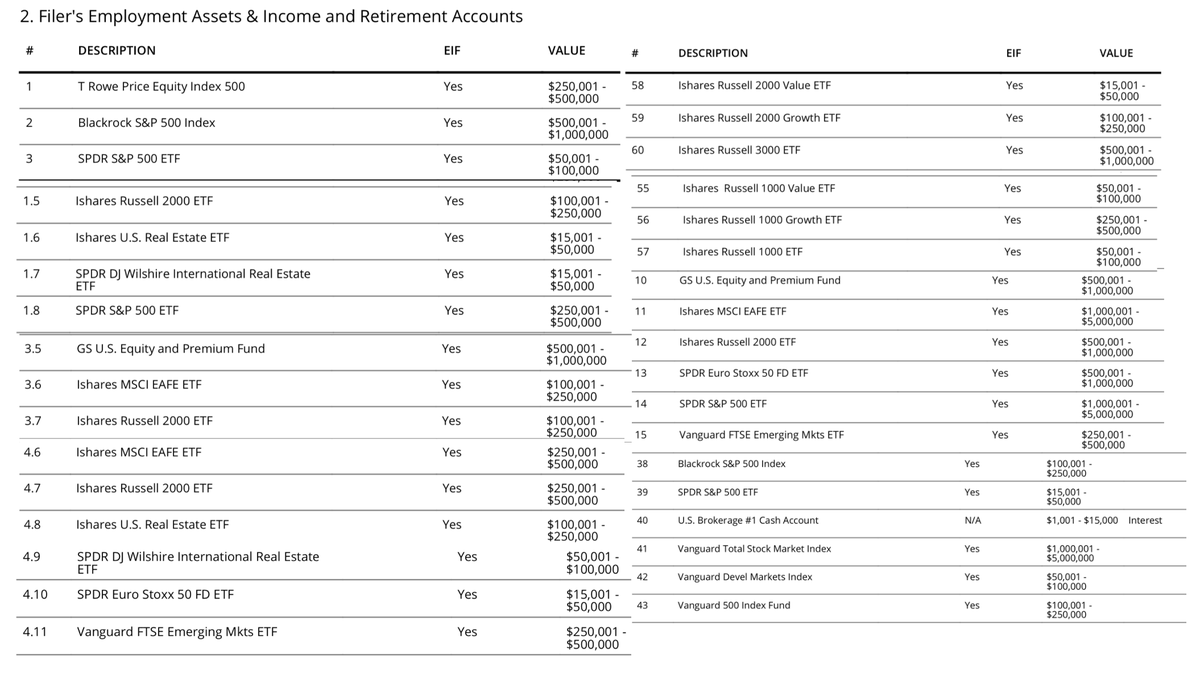 2. Filer's Employment Assets & Income and Retirement Accounts
# DESCRIPTION EIF VALUE
1 T Rowe Price Equity Index 500 Yes $250,001 -
$500,000
2 Blackrock S&P 500 Index Yes $500,001 -
$1,000,000
3 SPDR S&P 500 ETF Yes $50,001 -
$100,000
1.5 Ishares Russell 2000 ETF Yes $100,001 -
$250,000
1.6 Ishares U.S. Real Estate ETF Yes $15,001 -
$50,000
1.7 SPDR DJ Wilshire International Real Estate Yes $15,001 -
ETF $50,000
1.8 SPDR S&P 500 ETF Yes $250,001 -
$500,000
3.5 GS U.S. Equity and Premium Fund Yes $500,001 -
$1,000,000
3.6 Ishares MSCI EAFE ETF Yes $100,001 -
$250,000
3.7 Ishares Russell 2000 ETF Yes $100,001 -
$250,000
4.6 Ishares MSCI EAFE ETF Yes $250,001 -
$500,000
4.7 Ishares Russell 2000 ETF Yes $250,001 -
$500,000
4.8 Ishares U.S. Real Estate ETF Yes $100,001 -
$250,000
4.9 SPDR DJ Wilshire International Real Estate Yes $50,001 -
ETF $100,000
4.10 SPDR Euro Stoxx 50 FD ETF Yes $15,001 -
$50,000
4.11 Vanguard FTSE Emerging Mkts ETF Yes $250,001 -
$500,000
# DESCRIPTION EIF VALUE
58 Ishares Russell 2000 Value ETF Yes $15,001 -
$50,000
59 Ishares Russell 2000 Growth ETF Yes $100,001 -
$250,000
60 Ishares Russell 3000 ETF Yes $500,001 -
$1,000,000
55 Ishares Russell 1000 Value ETF Yes $50,001 -
$100,000
56 Ishares Russell 1000 Growth ETF Yes $250,001 -
$500,000
57 Ishares Russell 1000 ETF Yes $50,001 -
$100,000
10 GS U.S. Equity and Premium Fund Yes $500,001 -
$1,000,000
11 Ishares MSCI EAFE ETF Yes $1,000,001 -
$5,000,000
12 Ishares Russell 2000 ETF Yes $500,001 -
$1,000,000
13 SPDR Euro Stoxx 50 FD ETF Yes $500,001 -
$1,000,000
14 SPDR S&P 500 ETF Yes $1,000,001 -
$5,000,000
15 Vanguard FTSE Emerging Mkts ETF Yes $250,001 -
$500,000
38 Blackrock S&P 500 Index Yes $100,001 -
$250,000
39 SPDR S&P 500 ETF Yes $15,001 -
$50,000
40 U.S. Brokerage #1 Cash Account N/A $1,001 - $15,000 Interest
41 Vanguard Total Stock Market Index Yes $1,000,001 -
$5,000,000
42 Vanguard Devel Markets Index Yes $50,001 -
$100,000
43 Vanguard 500 Index Fund Yes $100,001 -
$250,000